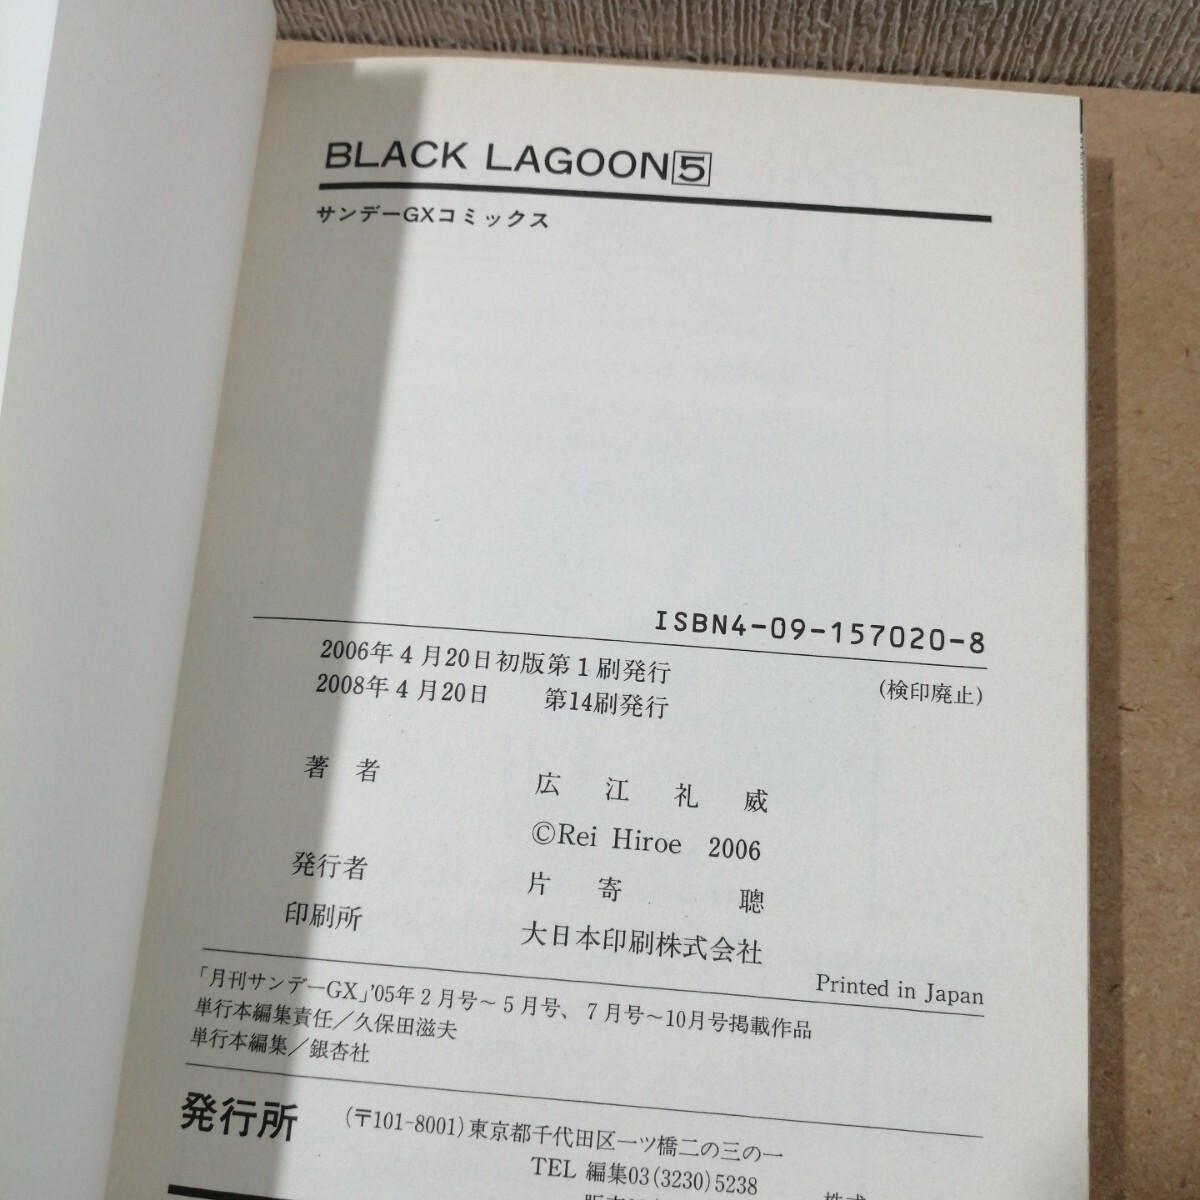 BLACK LAGOON 5
サンデーGXコミックス
ISBN4-09-157020-8
2006年4月20日初版第1刷発行
(検印廃止)
2008年4月20日 第14刷発行
著者 広江礼威
©Rei Hiroe 2006
発行者 片寄聰
印刷所 大日本印刷株式会社
Printed in Japan
「月刊サンデーGX」'05年2月号～5月号、7月号～10月号掲載作品
単行本編集責任／久保田滋夫
単行本編集／銀杏社
発行所 (〒101-8001)東京都千代田区一ツ橋二の三の一
TEL 編集03(3230)5238
株式